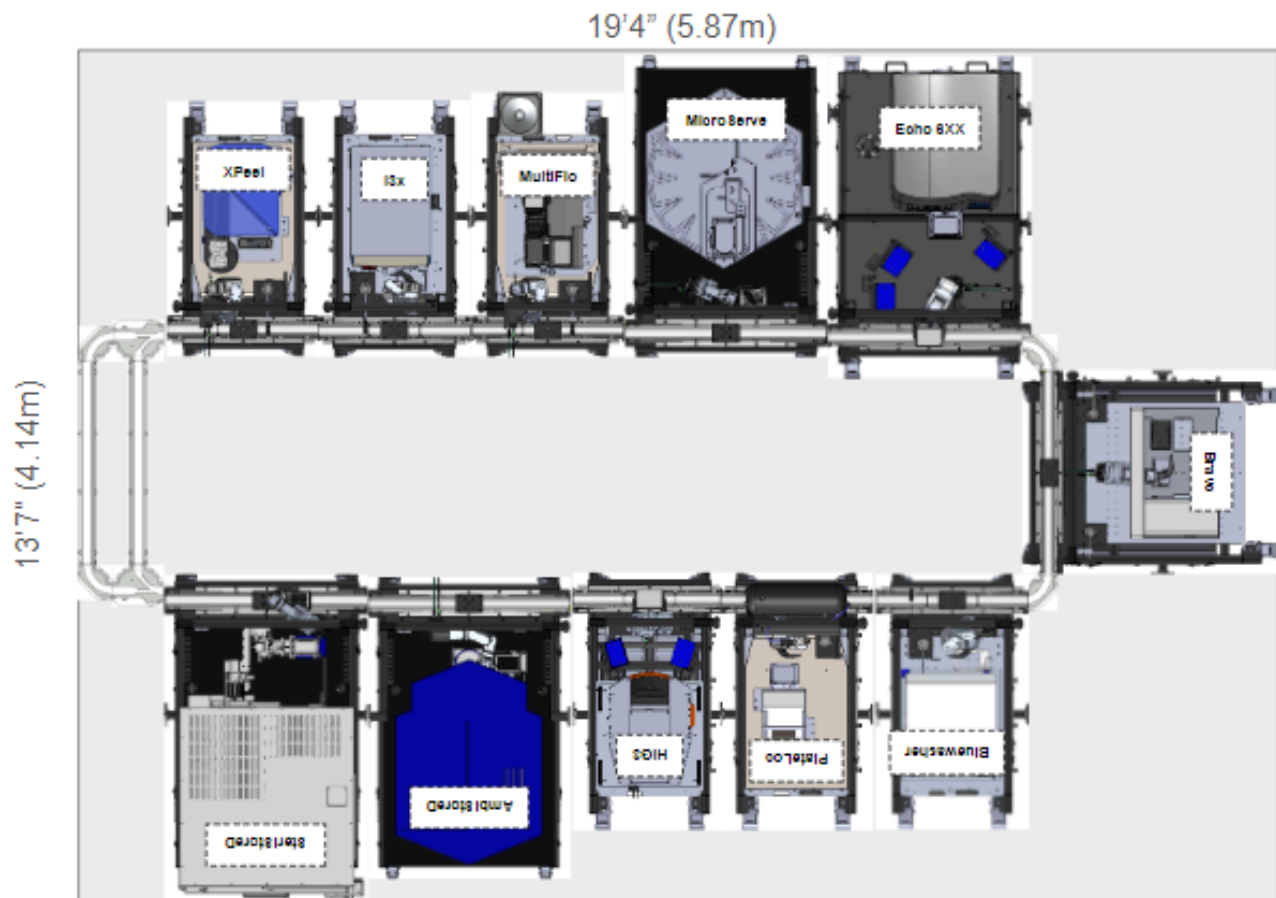 19'4" (5.87m)
XPeel
i3x
MultiFlo
MicroServe
Echo 6XX
13'7" (4.14m)
Bravo
SteriStoreD
AmbiStoreD
HiG3
PlateLoc
Bluewasher